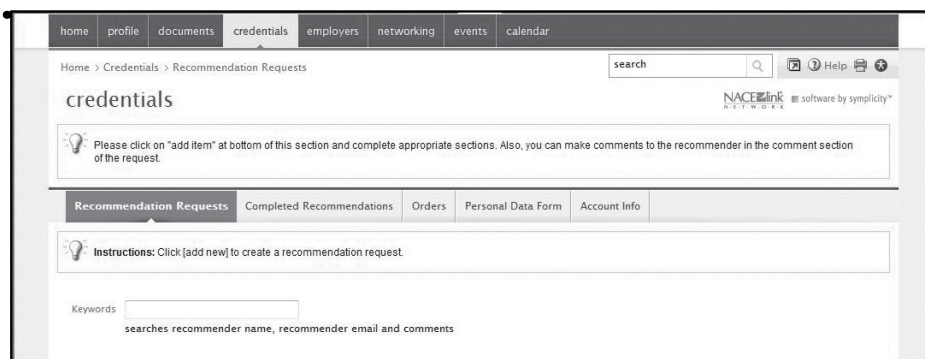 home profile documents credentials employers networking events calendar
Home > Credentials > Recommendation Requests search Help
credentials NACElink NETWORK software by symplicity™
Please click on "add item" at bottom of this section and complete appropriate sections. Also, you can make comments to the recommender in the comment section
of the request.
Recommendation Requests Completed Recommendations Orders Personal Data Form Account Info
Instructions: Click [add new] to create a recommendation request.
Keywords
searches recommender name, recommender email and comments